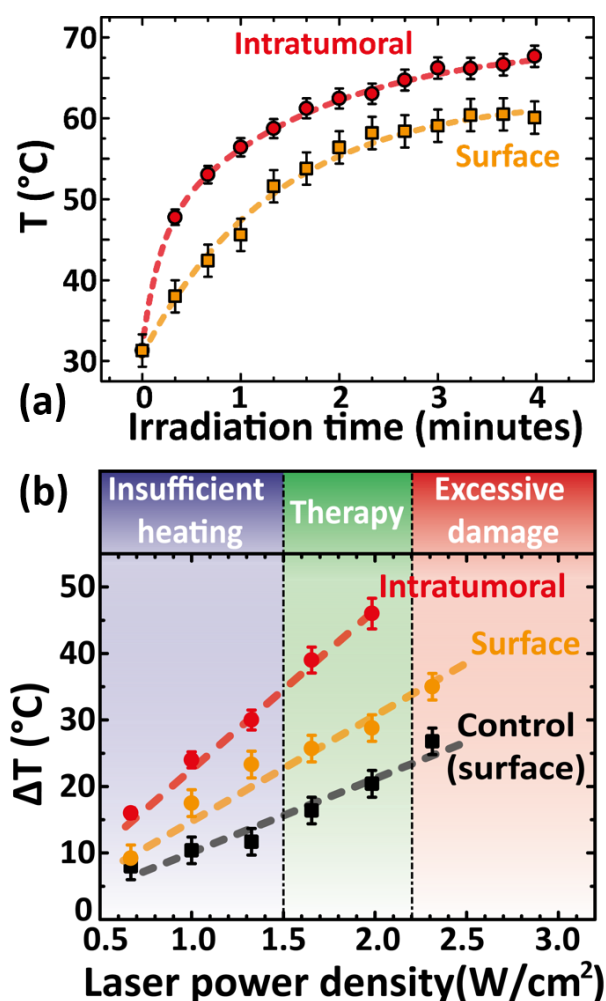 70
60
50
40
30
T (°C)
Intratumoral
Surface
0 1 2 3 4
(a)
Irradiation time (minutes)
(b)
Insufficient
heating
Therapy
Excessive
damage
50
40
30
20
10
0
ΔT (°C)
Intratumoral
Surface
Control
(surface)
0.5 1.0 1.5 2.0 2.5 3.0
Laser power density(W/cm²)